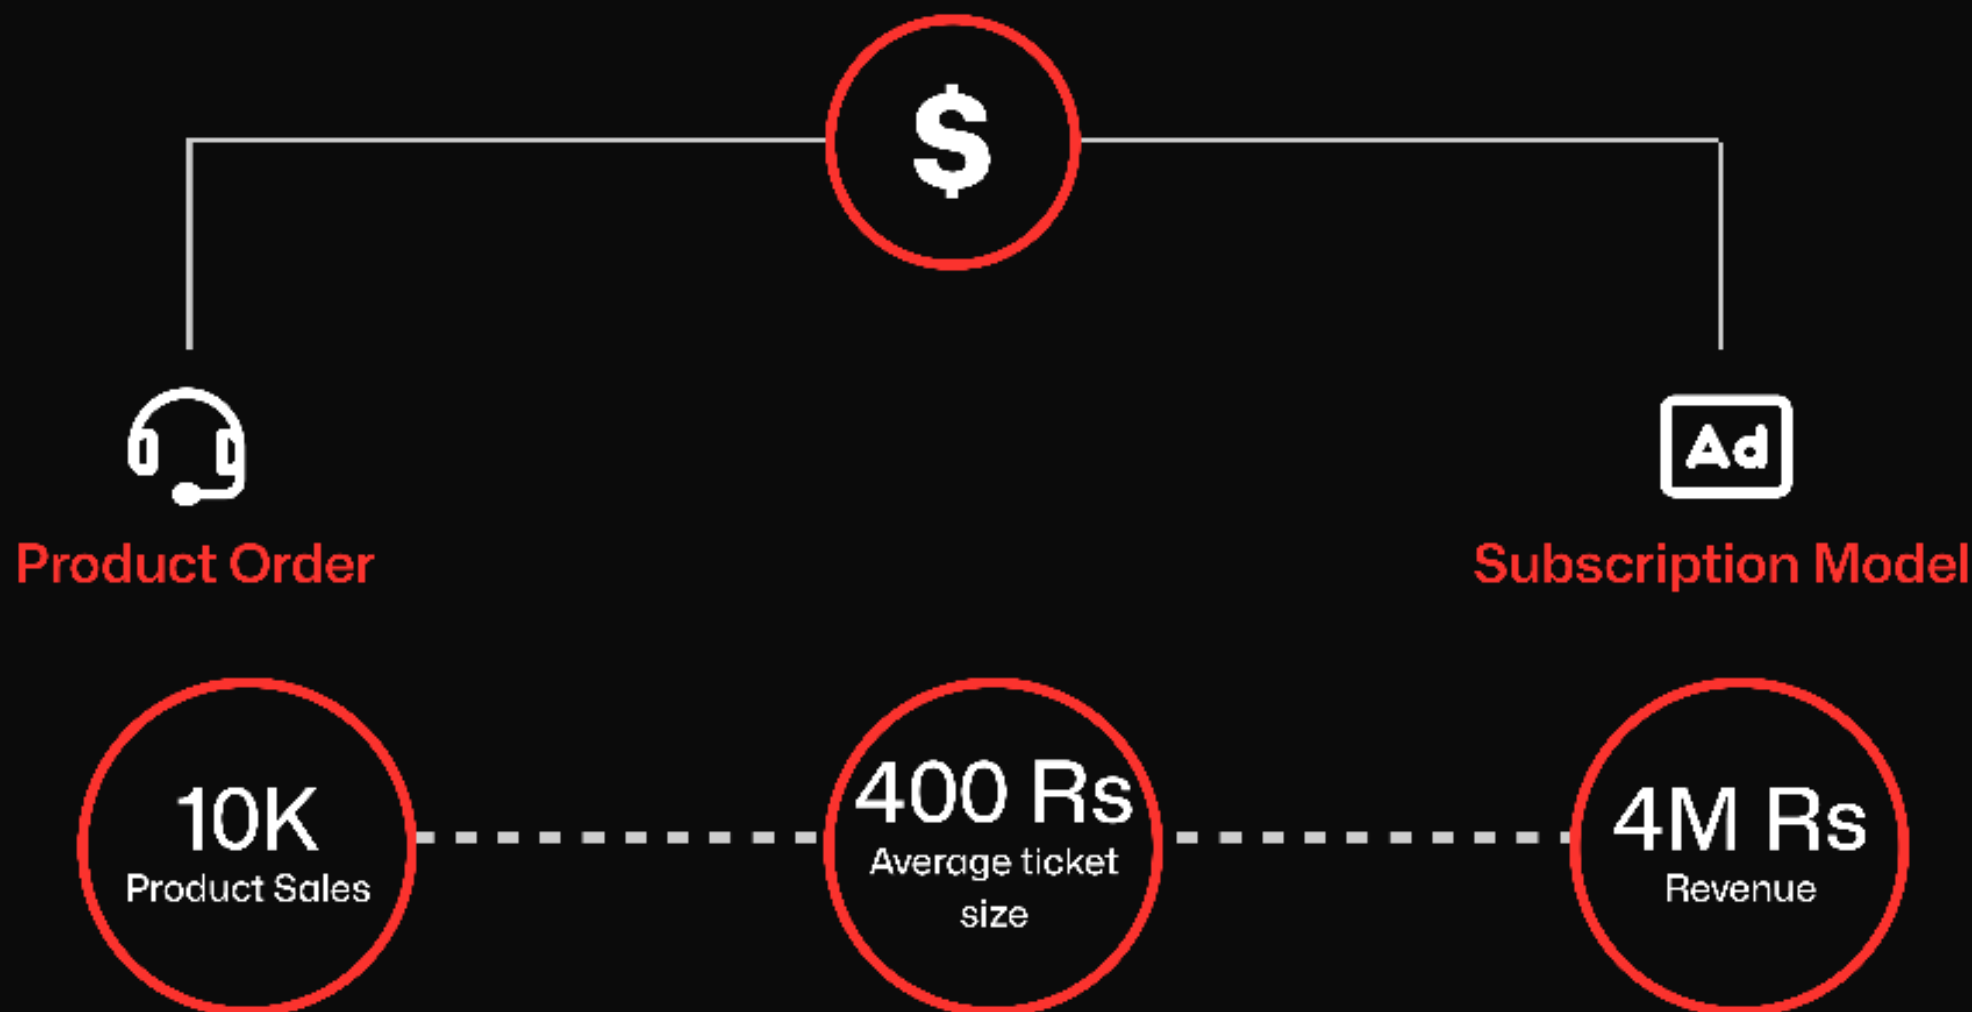 $
Ad
Product Order
Subscription Model
10K
Product Sales
400 Rs
Average ticket
size
4M Rs
Revenue